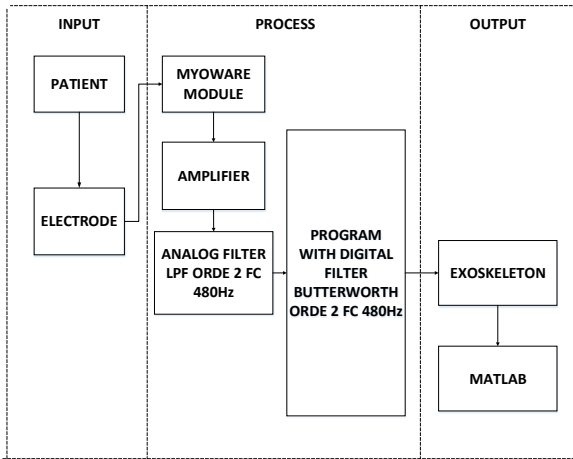 INPUT
PROCESS
OUTPUT
PATIENT
ELECTRODE
MYOWARE
MODULE
AMPLIFIER
ANALOG FILTER
LPF ORDE 2 FC
480Hz
PROGRAM
WITH DIGITAL
FILTER
BUTTERWORTH
ORDE 2 FC 480Hz
EXOSKELETON
MATLAB